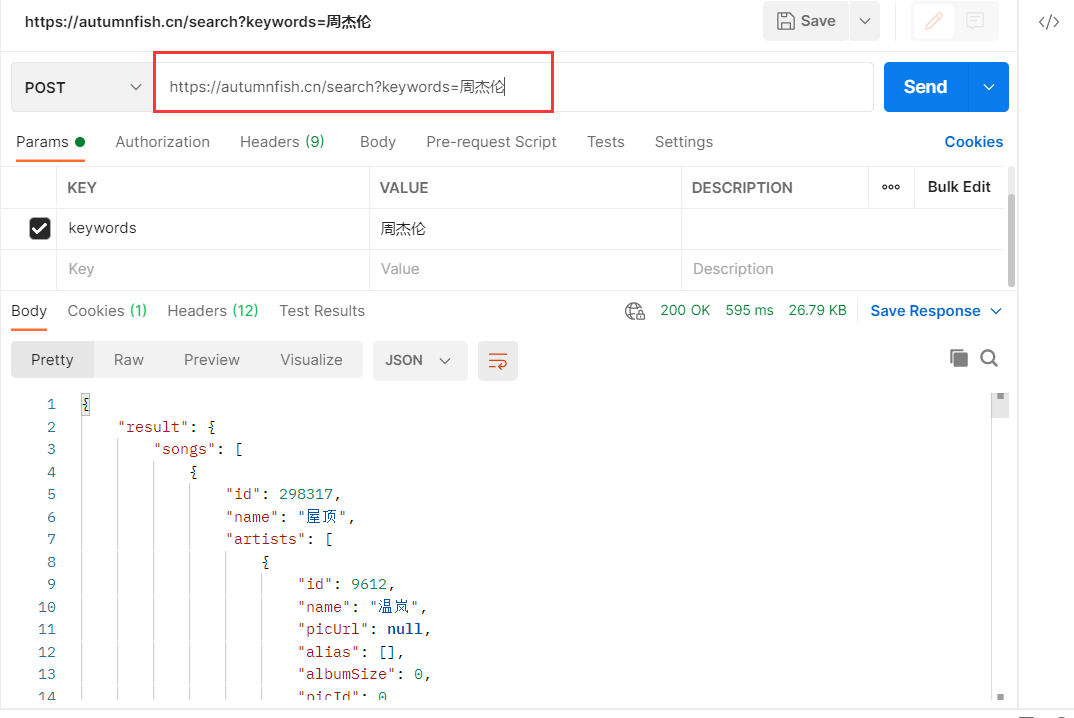 https://autumnfish.cn/search?keywords=周杰伦
Save
</>
POST
https://autumnfish.cn/search?keywords=周杰伦
Send
Params Authorization Headers (9) Body Pre-request Script Tests Settings Cookies
KEY VALUE DESCRIPTION ooo Bulk Edit
keywords 周杰伦
Key Value Description
Body Cookies (1) Headers (12) Test Results 200 OK 595 ms 26.79 KB Save Response
Pretty Raw Preview Visualize JSON
1 {
2 "result": {
3 "songs": [
4 {
5 "id": 298317,
6 "name": "屋顶",
7 "artists": [
8 {
9 "id": 9612,
10 "name": "温岚",
11 "picUrl": null,
12 "alias": [],
13 "albumSize": 0,
14 "picId": 0